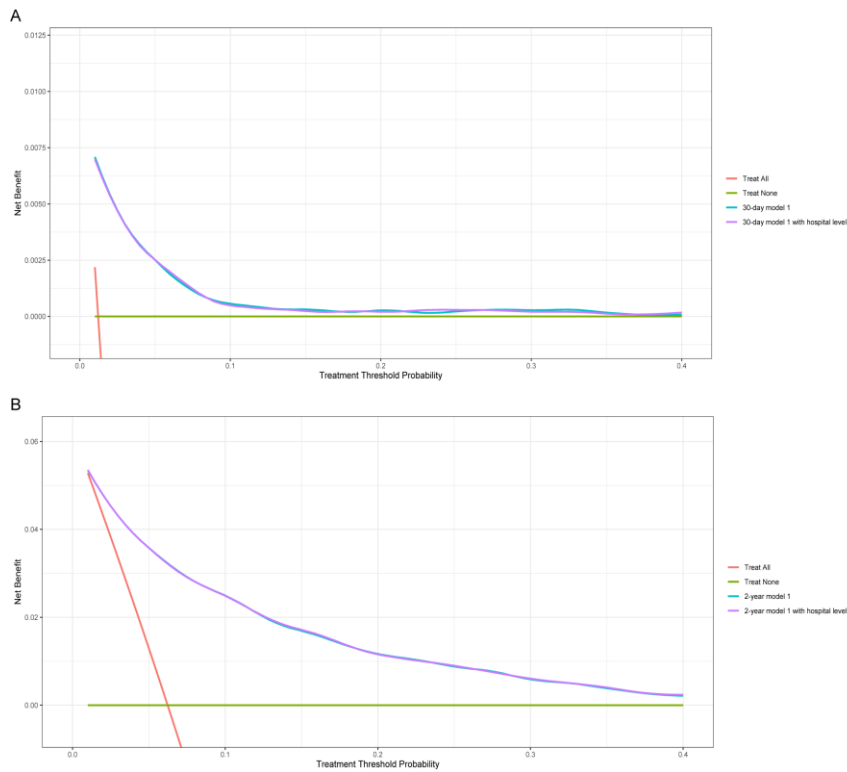 A
0.0125
0.0100
0.0075
0.0050
0.0025
0.0000
Net Benefit
0.0
0.1
0.2
0.3
0.4
Treatment Threshold Probability
Treat All
Treat None
30-day model 1
30-day model 1 with hospital level
B
0.06
0.04
0.02
0.00
Net Benefit
0.0
0.1
0.2
0.3
0.4
Treatment Threshold Probability
Treat All
Treat None
2-year model 1
2-year model 1 with hospital level